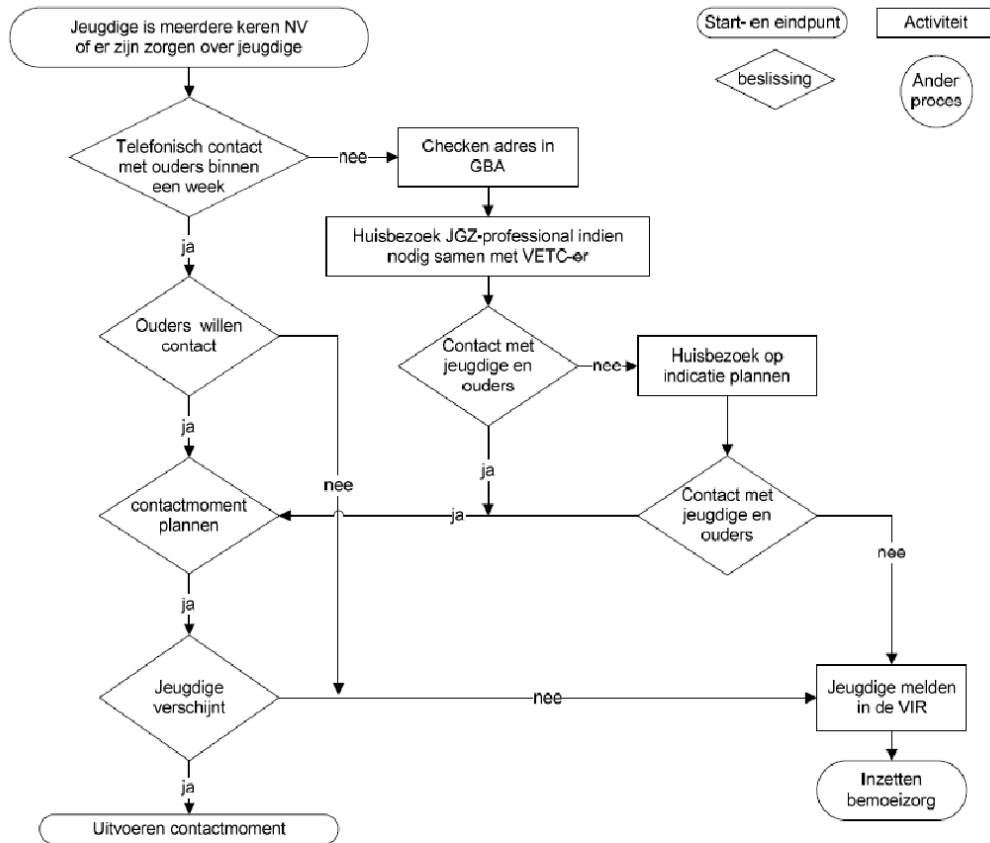 Jeugdige is meerdere keren NV
of er zijn zorgen over jeugdige
Start- en eindpunt
Activiteit
beslissing
Ander
proces
Telefonisch contact
met ouders binnen
een week
nee
Checken adres in
GBA
ja
Huisbezoek JGZ-professional indien
nodig samen met VETC-er
Ouders willen
contact
Contact met
jeugdige en
ouders
nee
Huisbezoek op
indicatie plannen
ja
ja
nee
contactmoment
plannen
ja
Contact met
jeugdige en
ouders
nee
ja
Jeugdige
verschijnt
nee
Jeugdige melden
in de VIR
ja
Inzetten
bemoeizorg
Uitvoeren contactmoment